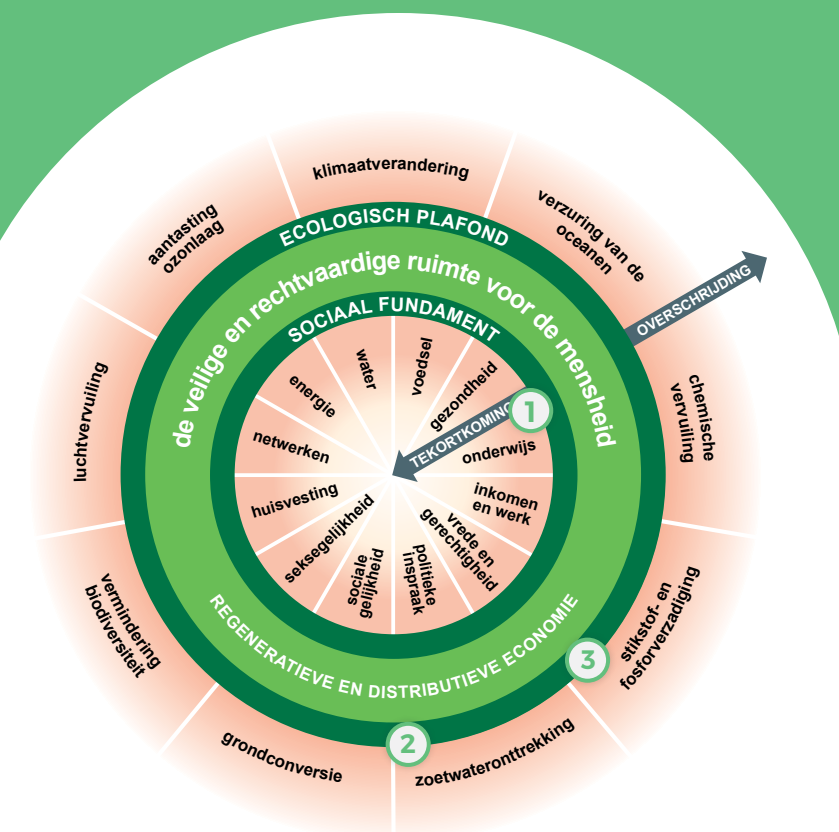 klimaatverandering
verzuring van de
oceanen
OVERSCHRIJDING
chemische
vervuiling
stikstof- en
fosforverzadiging
zoetwateronttrekking
grondconversie
vermindering
biodiversiteit
luchtvervuiling
aantasting
ozonlaag
ECOLOGISCH PLAFOND
de veilige en rechtvaardige ruimte voor de mensheid
SOCIAAL FUNDAMENT
water
voedsel
gezondheid
TEKORTKOMING
1
onderwijs
inkomen
en werk
vrede en
gerechtigheid
politieke
inspraak
sociale
gelijkheid
seksegelijkheid
huisvesting
netwerken
energie
REGENERATIEVE EN DISTRIBUTIEVE ECONOMIE
3
2